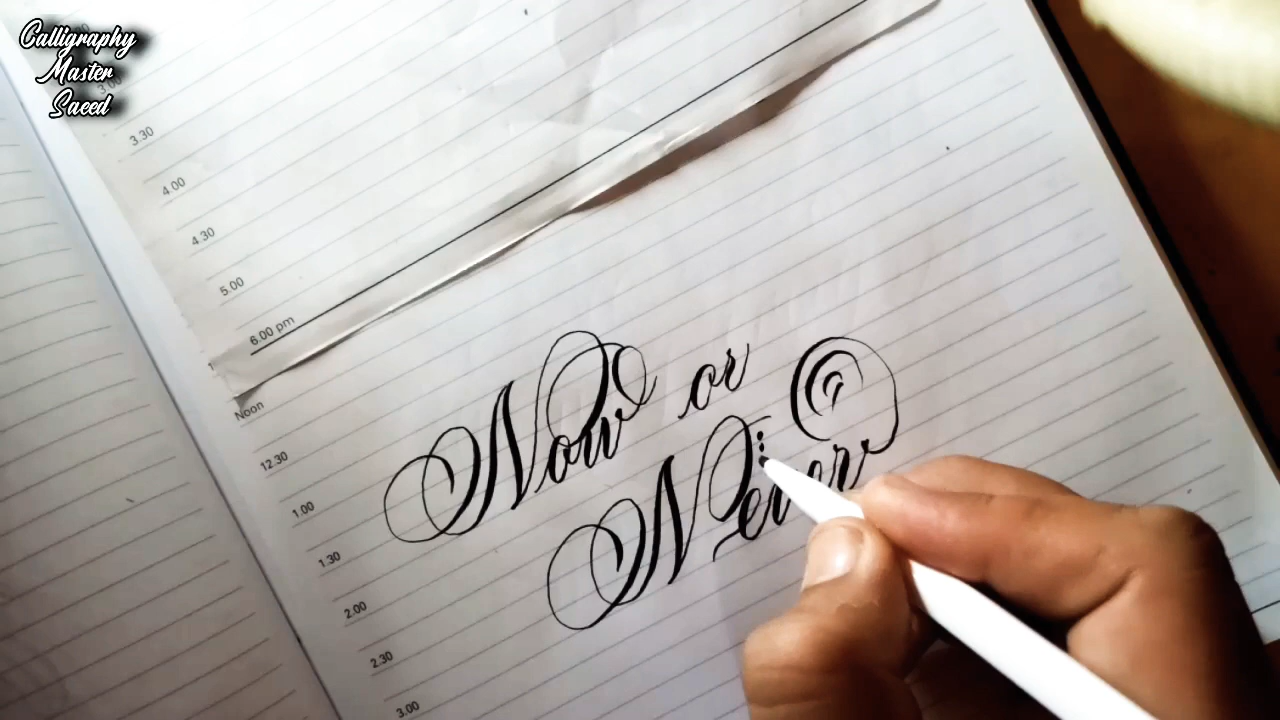 Calligraphy
Master
Saeed
3.30
4.00
4.30
5.00
6.00 pm
Noon
12.30
1.00
1.30
2.00
2.30
3.00
Now or
Never